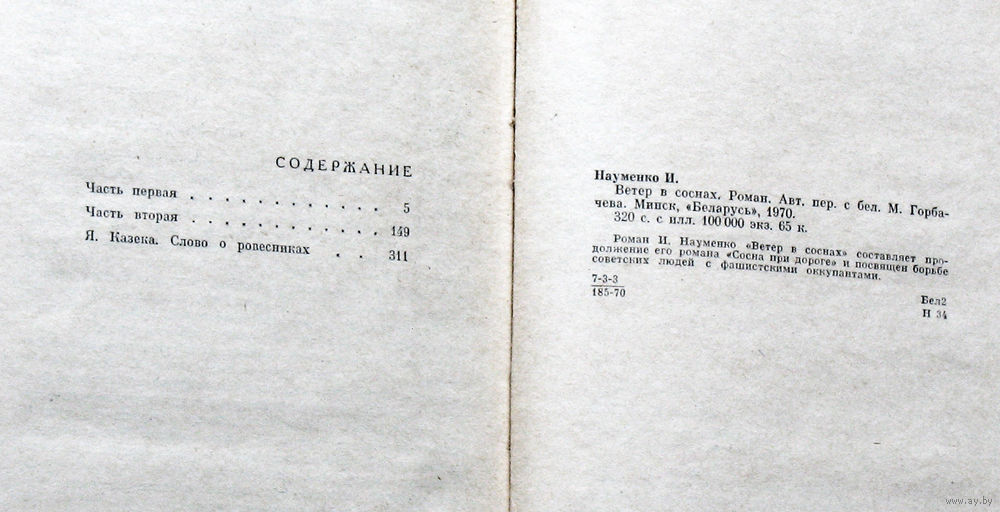 СОДЕРЖАНИЕ
Часть первая . . . . . . . . . . . . 5
Часть вторая . . . . . . . . . . . 149
Я. Казека. Слово о ровесниках . . 311
Науменко И.
Ветер в соснах. Роман. Авт. пер. с бел. М. Горба-
чева. Минск, «Беларусь», 1970.
320 с. с илл. 100 000 экз. 65 к.
Роман И. Науменко «Ветер в соснах» составляет про-
должение его романа «Сосна при дороге» и посвящен борьбе
советских людей с фашистскими оккупантами.
7-3-3
185-70
Бел2
Н 34
www.ay.by